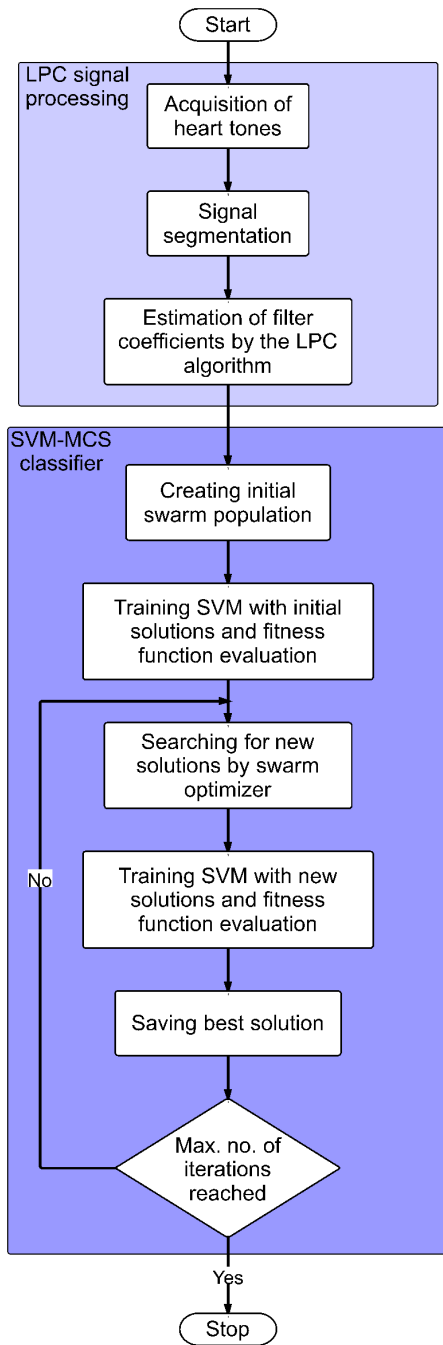 Start
LPC signal
processing
Acquisition of
heart tones
Signal
segmentation
Estimation of filter
coefficients by the LPC
algorithm
SVM-MCS
classifier
Creating initial
swarm population
Training SVM with initial
solutions and fitness
function evaluation
Searching for new
solutions by swarm
optimizer
No
Training SVM with new
solutions and fitness
function evaluation
Saving best solution
Max. no. of
iterations
reached
Yes
Stop